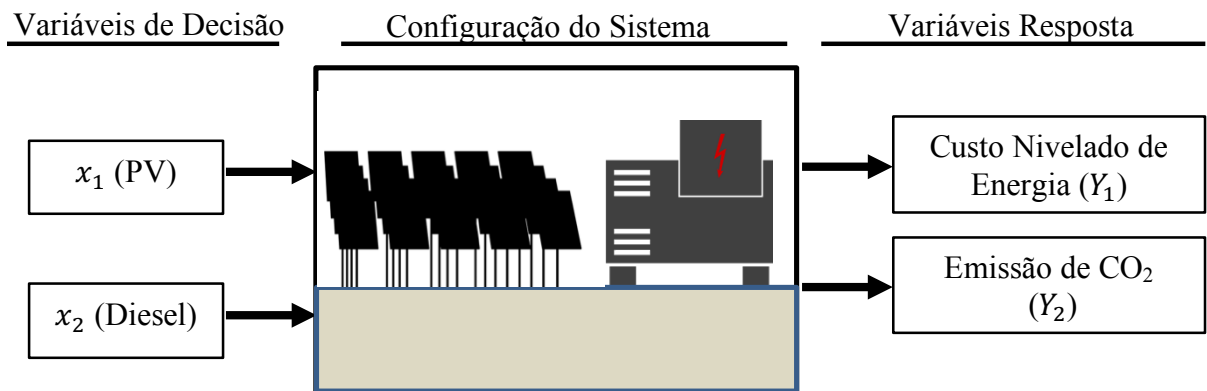 Variáveis de Decisão
Configuração do Sistema
Variáveis Resposta
x₁ (PV)
x₂ (Diesel)
Custo Nivelado de
Energia (Y₁)
Emissão de CO₂
(Y₂)